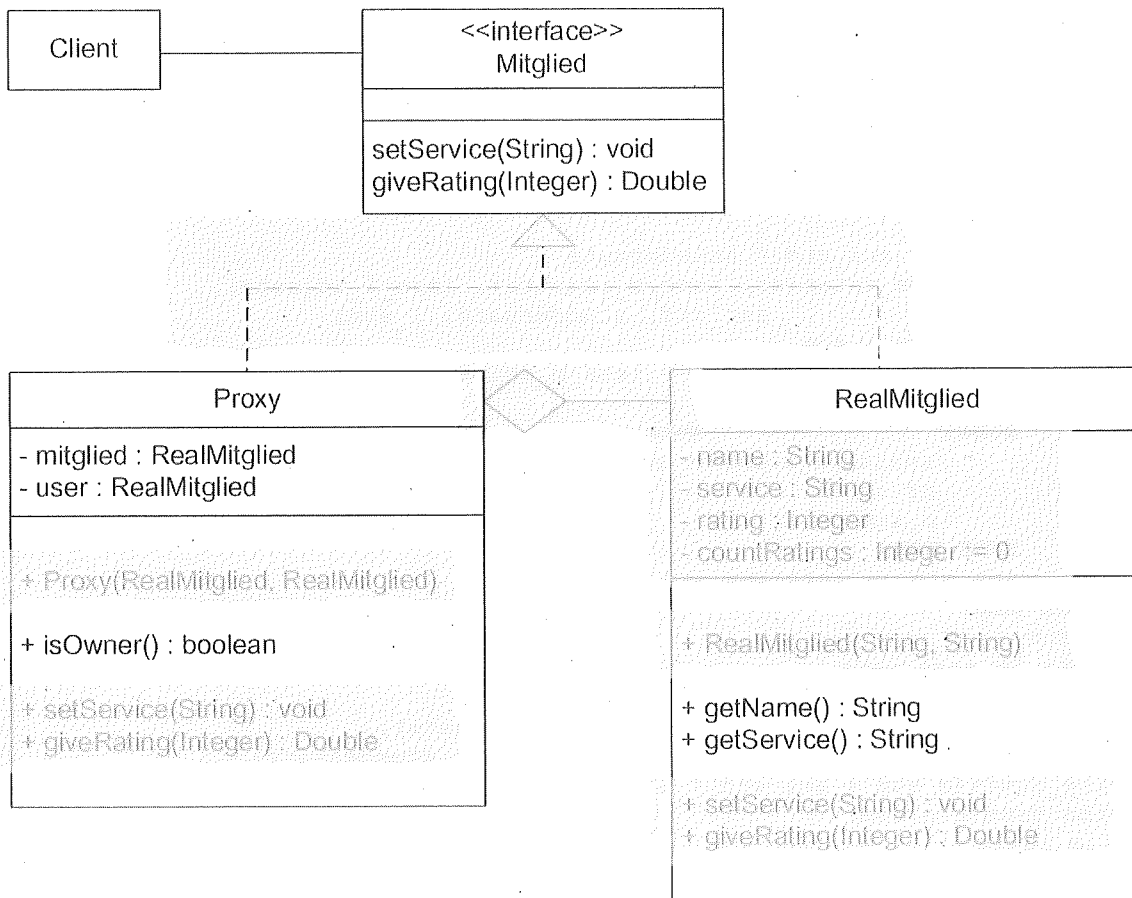 Client
<<interface>>
Mitglied
setService(String) : void
giveRating(Integer) : Double
Proxy
- mitglied : RealMitglied
- user : RealMitglied
+ Proxy(RealMitglied, RealMitglied)
+ isOwner() : boolean
+ setService(String) : void
+ giveRating(Integer) : Double
RealMitglied
- name : String
- service : String
- rating : Integer
- countRatings : Integer := 0
+ RealMitglied(String, String)
+ getName() : String
+ getService() : String
+ setService(String) : void
+ giveRating(Integer) : Double